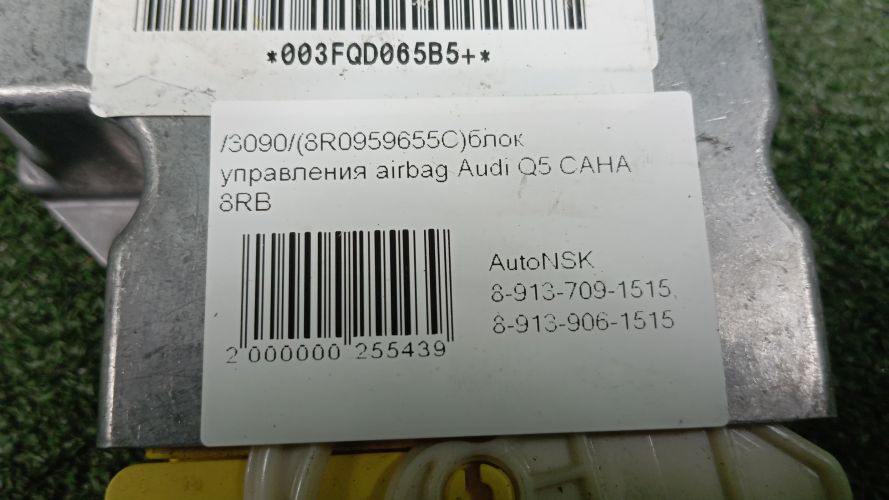 *003FQD065B5+*
/3090/(8R0959655C)блок
управления airbag Audi Q5 CAHA
8RB
AutoNSK
8-913-709-1515,
8-913-906-1515
2 000000 255439